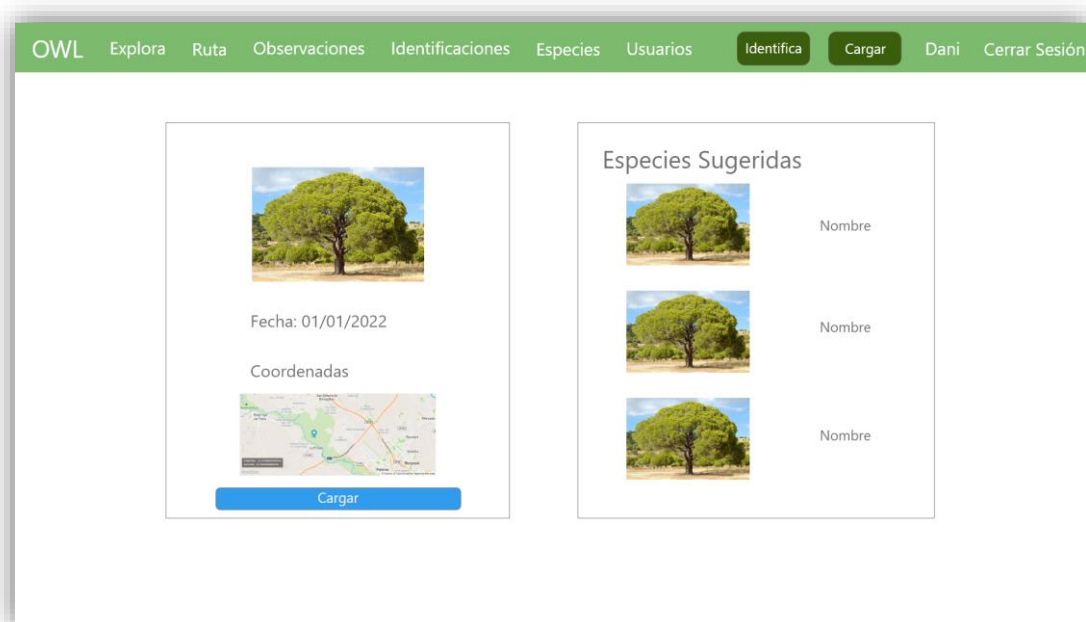 OWL Explora Ruta Observaciones Identificaciones Especies Usuarios Identifica Cargar Dani Cerrar Sesión
Fecha: 01/01/2022
Coordenadas
Cargar
Especies Sugeridas
Nombre
Nombre
Nombre